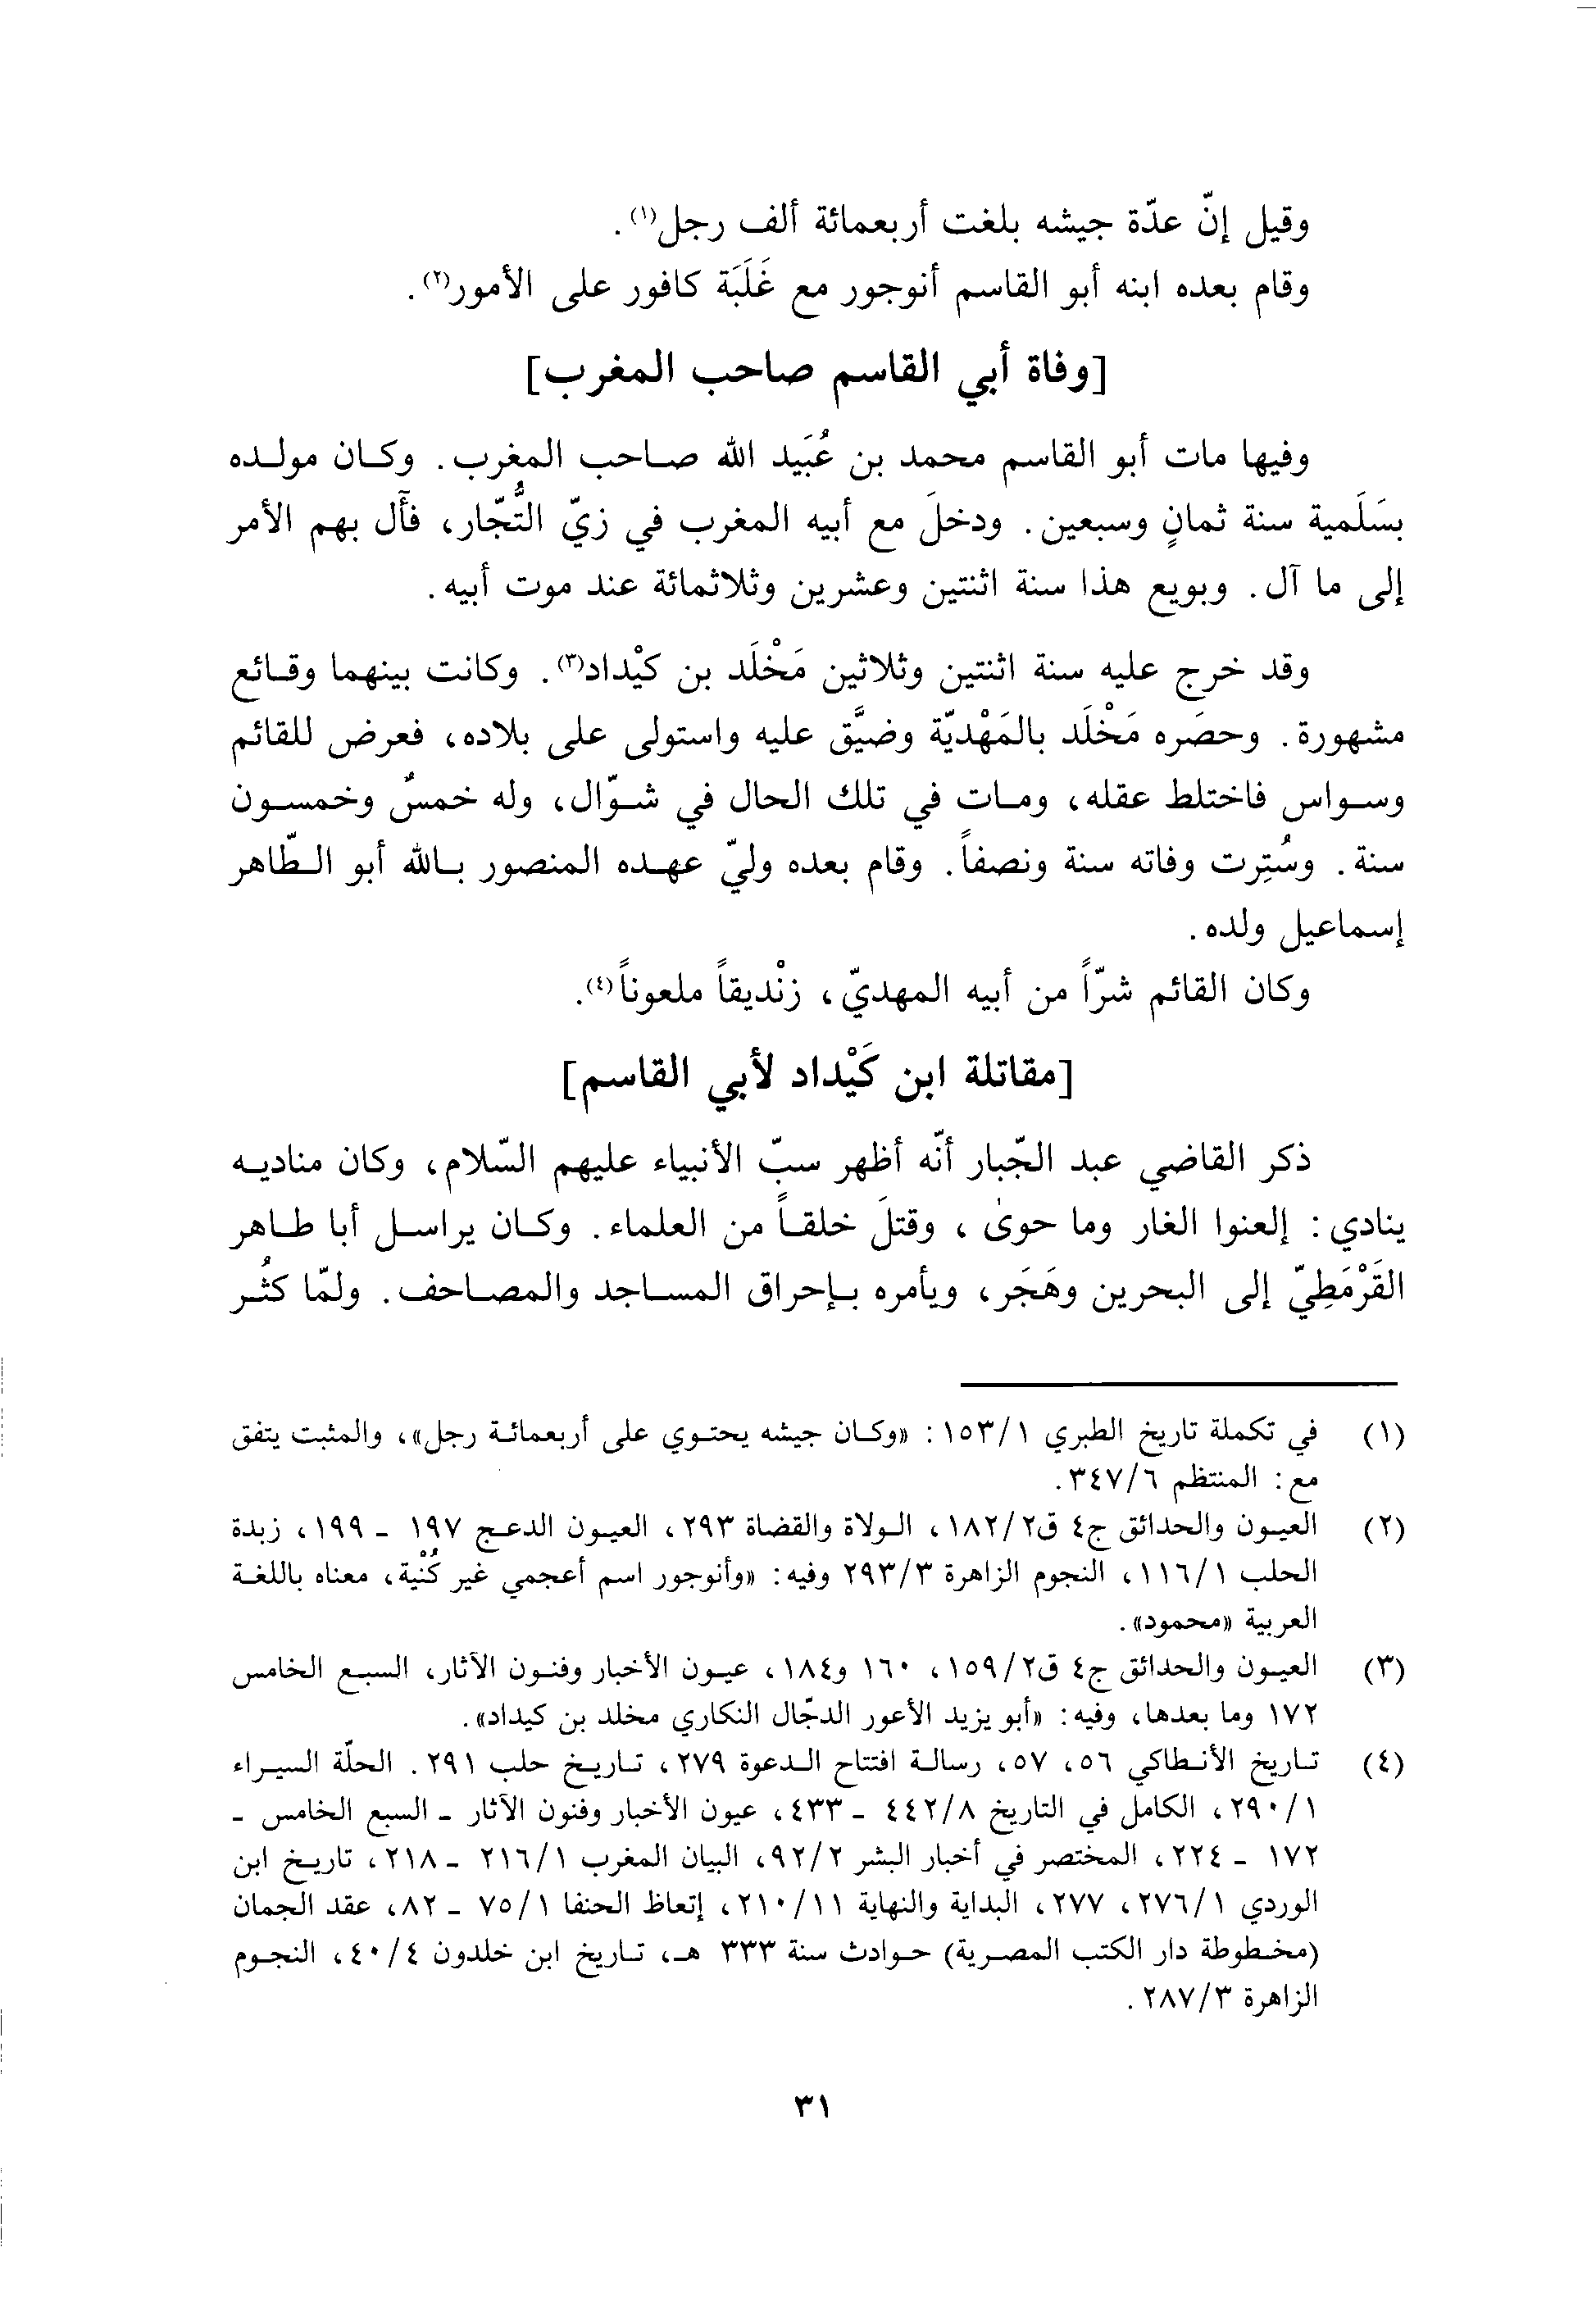 وقيل إنّ عدّة جيشه بلغت أربعمائة ألف رجل(١).
وقام بعده ابنه أبو القاسم أنوجور مع غَلَبَة كافور على الأمور(٢).
[وفاة أبي القاسم صاحب المغرب]
وفيها مات أبو القاسم محمد بن عُبَيد الله صاحب المغرب. وكان مولده
بسَلَمية سنة ثمانٍ وسبعين. ودخلَ مع أبيه المغرب في زيّ التُّجّار، فآل بهم الأمر
إلى ما آل. وبويع هذا سنة اثنتين وعشرين وثلاثمائة عند موت أبيه.
وقد خرج عليه سنة اثنتين وثلاثين مَخْلَد بن كيْداد(٣). وكانت بينهما وقائع
مشهورة. وحصَره مَخْلَد بالمَهْديّة وضيَّق عليه واستولى على بلاده، فعرض للقائم
وسواس فاختلط عقله، ومات في تلك الحال في شوّال، وله خمسٌ وخمسون
سنة. وسُتِرت وفاته سنة ونصفاً. وقام بعده وليّ عهده المنصور بالله أبو الطّاهر
إسماعيل ولده.
وكان القائم شرّاً من أبيه المهديّ، زنْديقاً ملعوناً(٤).
[مقاتلة ابن كَيْداد لأبي القاسم]
ذكر القاضي عبد الجّبار أنّه أظهر سبّ الأنبياء عليهم السّلام، وكان مناديه
ينادي: إلعنوا الغار وما حوىٰ، وقتلَ خلقاً من العلماء. وكان يراسل أبا طاهر
القَرْمَطِيّ إلى البحرين وهَجَر، ويأمره بإحراق المساجد والمصاحف. ولمّا كثُر
(١) في تكملة تاريخ الطبري ١٥٣/١: «وكان جيشه يحتوي على أربعمائة رجل»، والمثبت يتفق
مع: المنتظم ٣٤٧/٦.
(٢) العيون والحدائق ج٤ ق١٨٢/٢، الولاة والقضاة ٢٩٣، العيون الدعج ١٩٧ - ١٩٩، زبدة
الحلب ١١٦/١، النجوم الزاهرة ٢٩٣/٣ وفيه: «وأنوجور اسم أعجمي غير كُنْية، معناه باللغة
العربية «محمود».
(٣) العيون والحدائق ج٤ ق١٥٩/٢، ١٦٠ و١٨٤، عيون الأخبار وفنون الآثار، السبع الخامس
١٧٢ وما بعدها، وفيه: «أبو يزيد الأعور الدجّال النكاري مخلد بن كيداد».
(٤) تاريخ الأنطاكي ٥٦، ٥٧، رسالة افتتاح الدعوة ٢٧٩، تاريخ حلب ٢٩١. الحلّة السيراء
٢٩٠/١، الكامل في التاريخ ٤٤٢/٨ - ٤٣٣، عيون الأخبار وفنون الآثار - السبع الخامس -
١٧٢ - ٢٢٤، المختصر في أخبار البشر ٩٢/٢، البيان المغرب ٢١٦/١ - ٢١٨، تاريخ ابن
الوردي ٢٧٦/١، ٢٧٧، البداية والنهاية ٢١٠/١١، إتعاظ الحنفا ٧٥/١ - ٨٢، عقد الجمان
(مخطوطة دار الكتب المصرية) حوادث سنة ٣٣٣ هـ، تاريخ ابن خلدون ٤٠/٤، النجوم
الزاهرة ٢٨٧/٣.
٣١